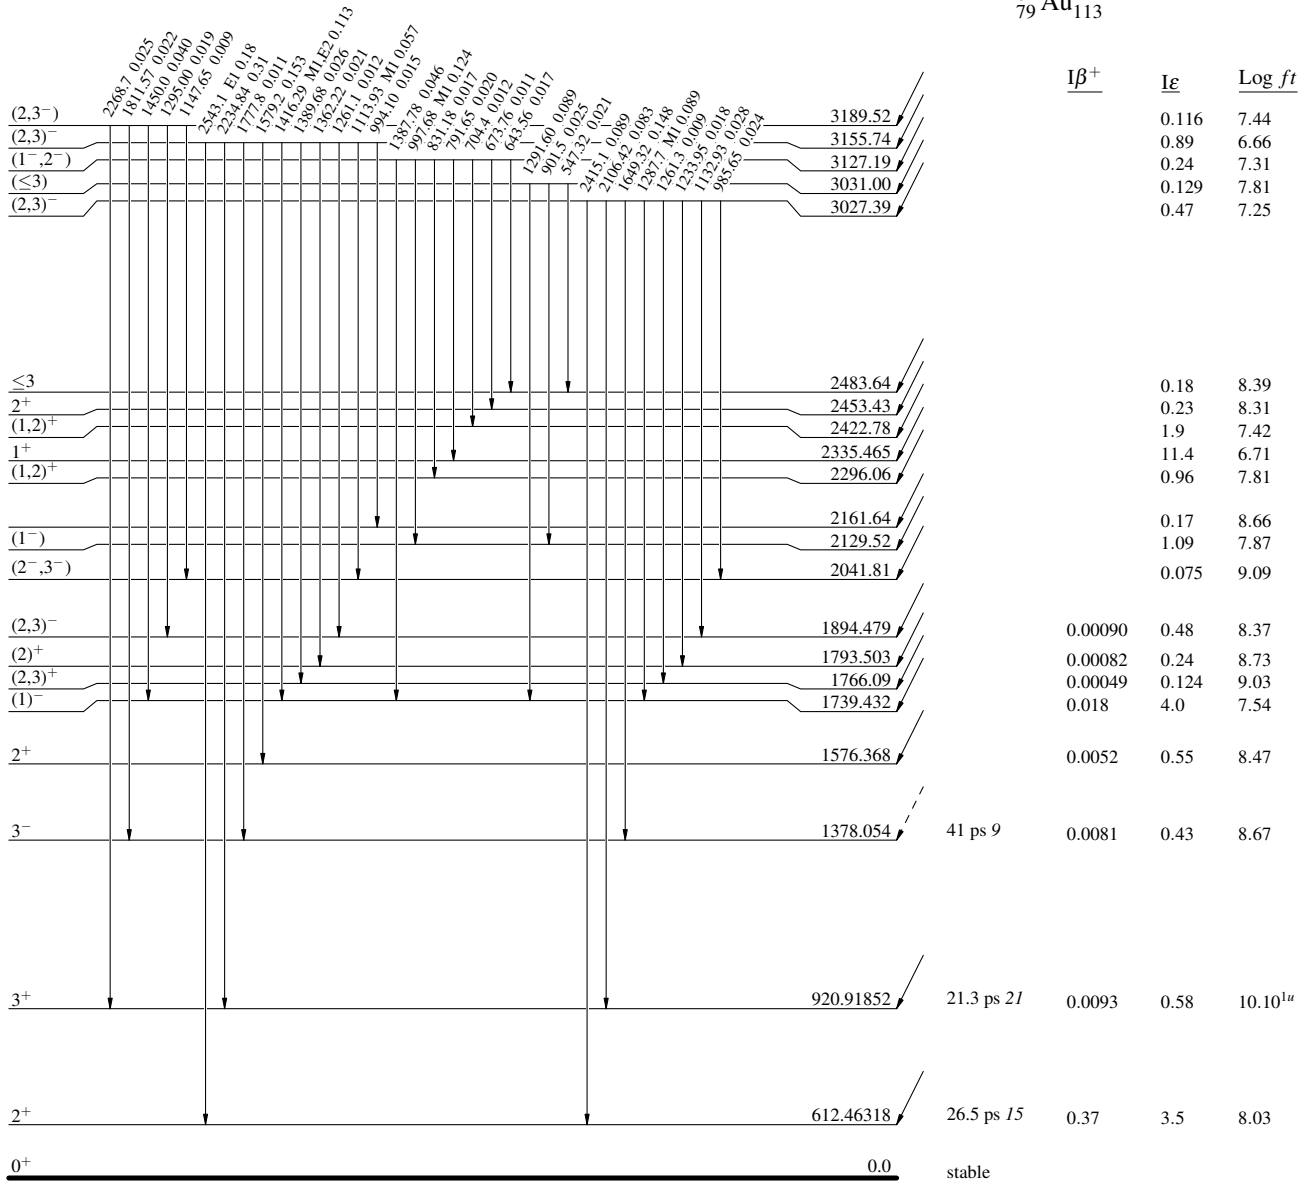 79Au113
Iβ+ Iε Log ft
2268.7 0.025
1811.57 0.022
1450.0 0.040
1295.00 0.019
1147.65 0.009
2543.1 E1 0.18
2234.84 0.31
1777.8 0.011
1579.2 0.153
1416.29 M1,E2 0.113
1389.68 0.026
1362.22 0.021
1261.1 0.012
1113.93 M1 0.057
994.10 0.015
1387.78 0.046
997.68 M1 0.124
831.18 0.017
791.65 0.020
704.4 0.012
673.76 0.011
643.56 0.017
1291.60 0.089
901.5 0.025
547.32 0.021
2415.1 0.089
2106.42 0.083
1649.32 0.148
1287.7 M1 0.089
1261.3 0.009
1233.95 0.018
1132.93 0.028
985.65 0.024
(2,3⁻) 3189.52 0.116 7.44
(2,3)⁻ 3155.74 0.89 6.66
(1⁻,2⁻) 3127.19 0.24 7.31
(≤3) 3031.00 0.129 7.81
(2,3)⁻ 3027.39 0.47 7.25
≤3 2483.64 0.18 8.39
2⁺ 2453.43 0.23 8.31
(1,2)⁺ 2422.78 1.9 7.42
1⁺ 2335.465 11.4 6.71
(1,2)⁺ 2296.06 0.96 7.81
2161.64 0.17 8.66
(1⁻) 2129.52 1.09 7.87
(2⁻,3⁻) 2041.81 0.075 9.09
(2,3)⁻ 1894.479 0.00090 0.48 8.37
(2)⁺ 1793.503 0.00082 0.24 8.73
(2,3)⁺ 1766.09 0.00049 0.124 9.03
(1)⁻ 1739.432 0.018 4.0 7.54
2⁺ 1576.368 0.0052 0.55 8.47
3⁻ 1378.054 41 ps 9 0.0081 0.43 8.67
3⁺ 920.91852 21.3 ps 21 0.0093 0.58 10.10¹ᵘ
2⁺ 612.46318 26.5 ps 15 0.37 3.5 8.03
0⁺ 0.0 stable